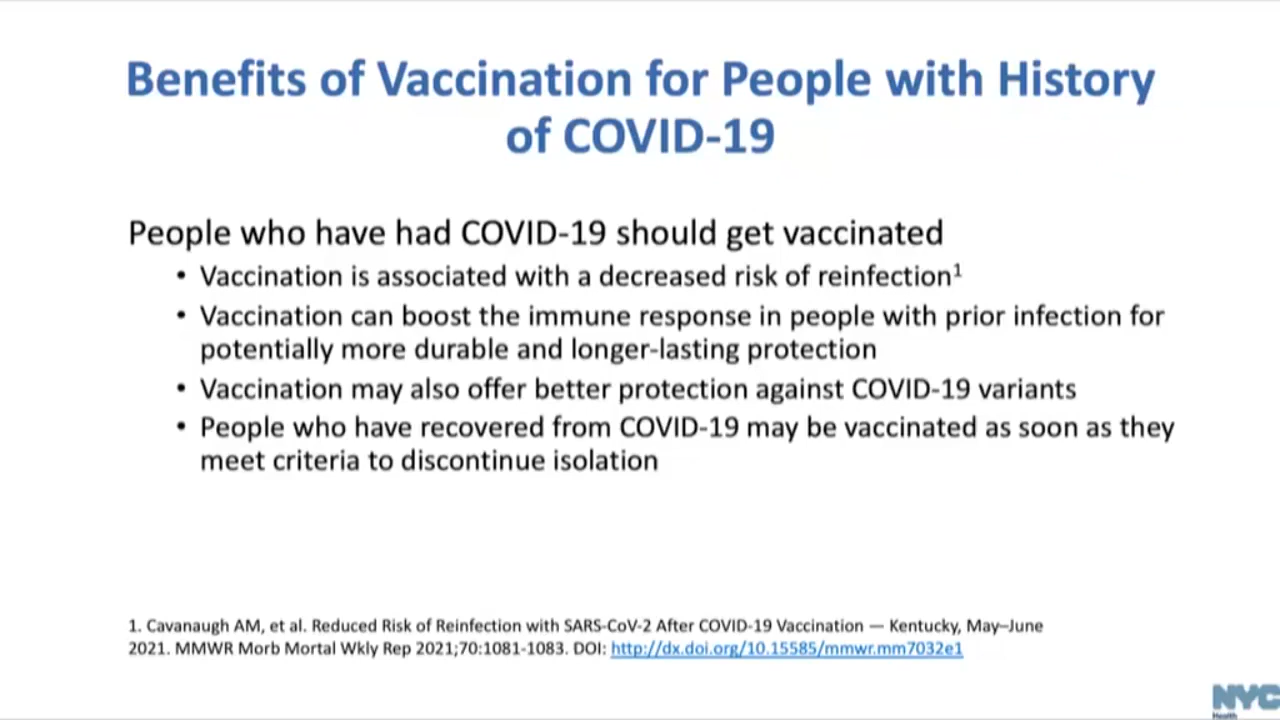 Benefits of Vaccination for People with History
of COVID-19
People who have had COVID-19 should get vaccinated
• Vaccination is associated with a decreased risk of reinfection¹
• Vaccination can boost the immune response in people with prior infection for
potentially more durable and longer-lasting protection
• Vaccination may also offer better protection against COVID-19 variants
• People who have recovered from COVID-19 may be vaccinated as soon as they
meet criteria to discontinue isolation
1. Cavanaugh AM, et al. Reduced Risk of Reinfection with SARS-CoV-2 After COVID-19 Vaccination — Kentucky, May–June
2021. MMWR Morb Mortal Wkly Rep 2021;70:1081-1083. DOI: http://dx.doi.org/10.15585/mmwr.mm7032e1
NYC
Health